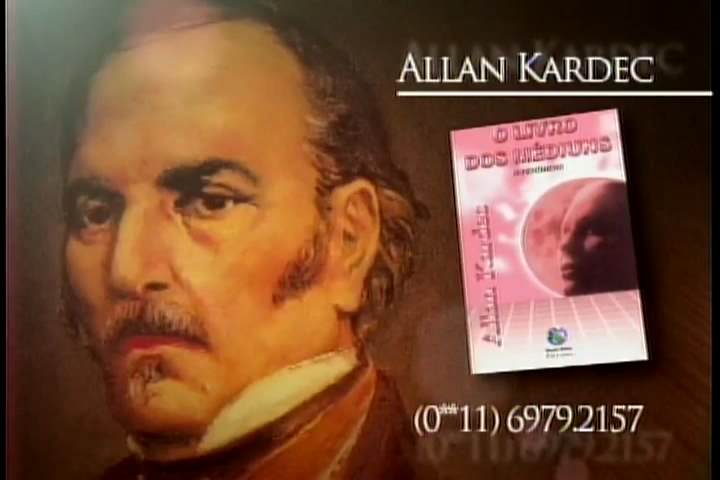 ALLAN KARDEC
O LIVRO
DOS MÉDIUNS
Allan Kardec
(0**11) 6979.2157